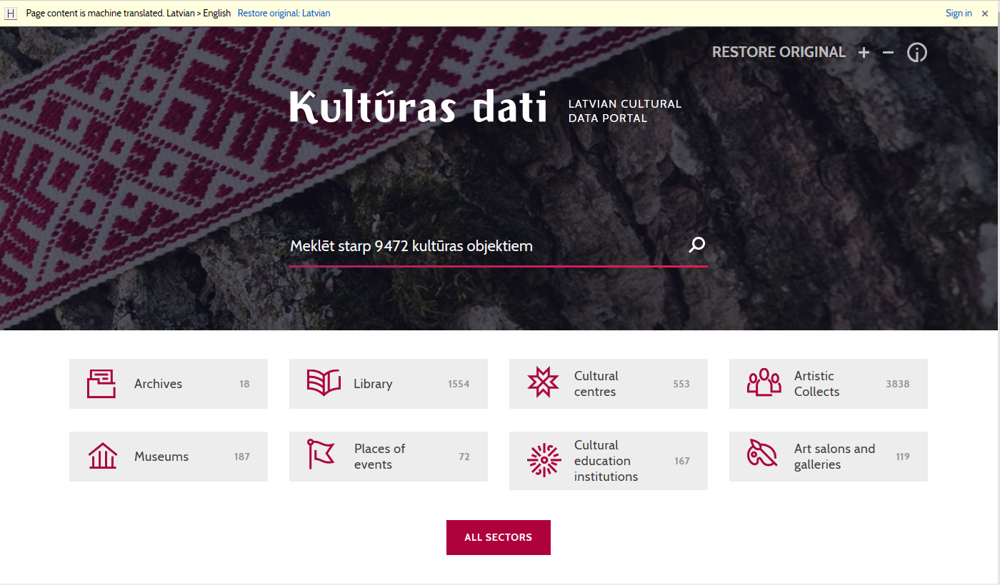 H Page content is machine translated. Latvian > English Restore original: Latvian Sign in ×
RESTORE ORIGINAL + −
Kultūras dati
LATVIAN CULTURAL
DATA PORTAL
Meklēt starp 9472 kultūras objektiem
Archives 18
Library 1554
Cultural
centres 553
Artistic
Collects 3838
Museums 187
Places of
events 72
Cultural
education
institutions 167
Art salons and
galleries 119
ALL SECTORS